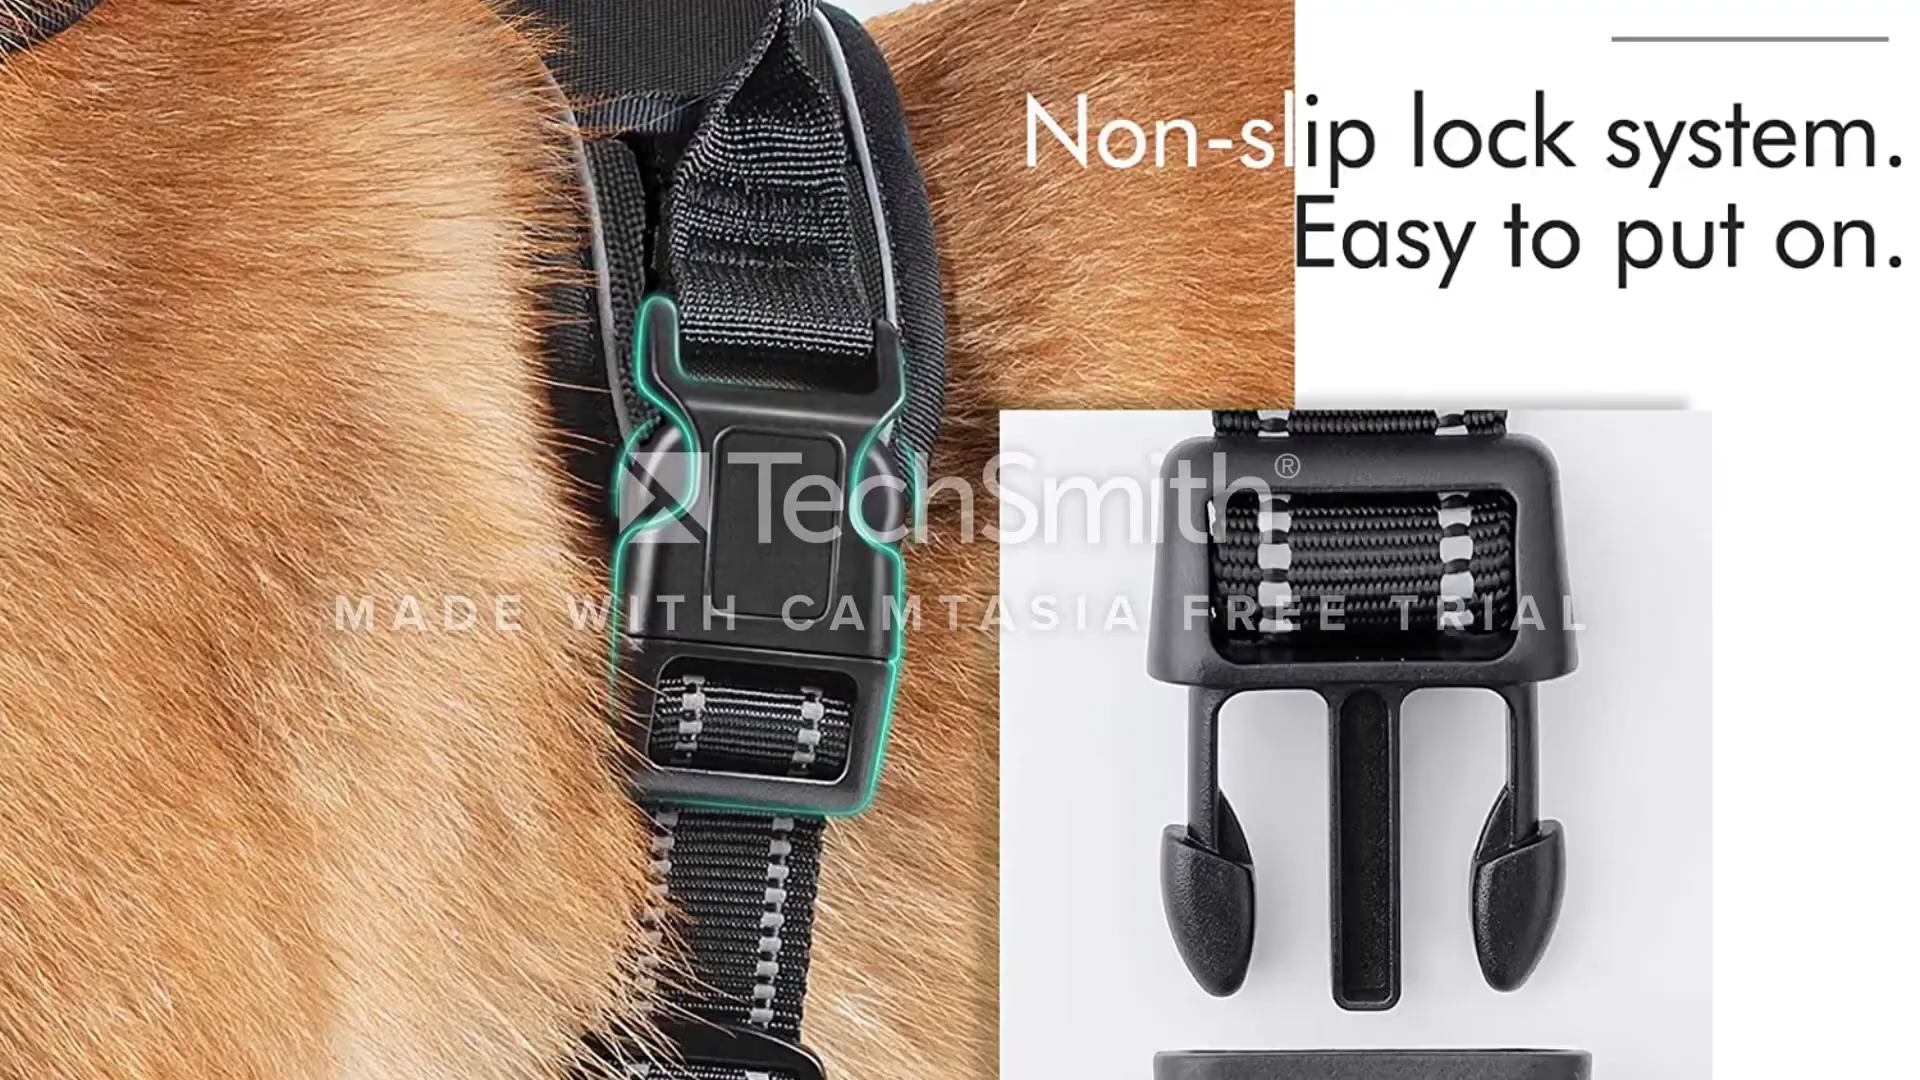 Non-slip lock system.
Easy to put on.
TechSmith®
MADE WITH CAMTASIA FREE TRIAL